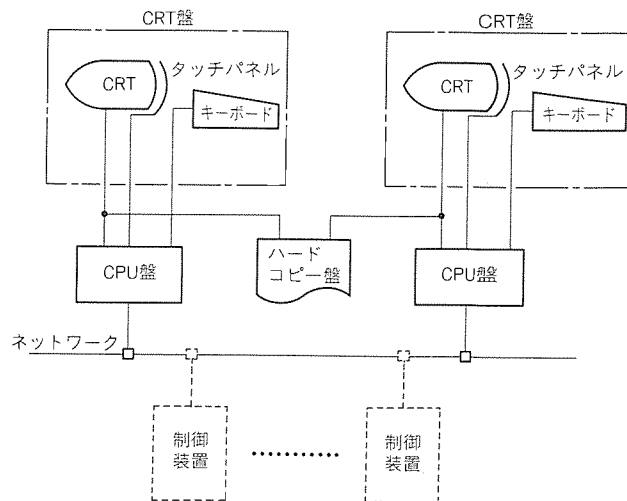 CRT盤
CRT盤
CRT
タッチパネル
キーボード
CRT
タッチパネル
キーボード
CPU盤
ハード
コピー盤
CPU盤
ネットワーク
制御
装置
制御
装置